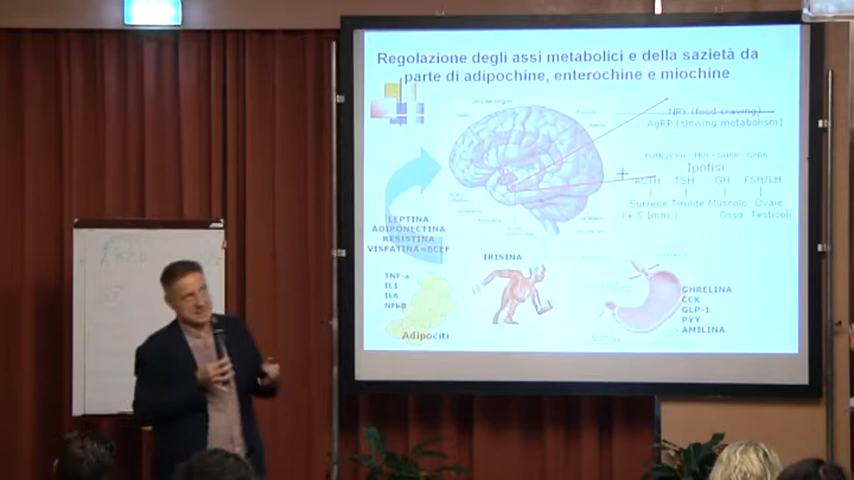 Regolazione degli assi metabolici e della sazietà da
parte di adipochine, enterochine e miochine
NPY (food craving)
AgRP (slowing metabolism)
+
Ipofisi
ACTH TSH GH FSH/LH
Surrene Tiroide Muscolo Ovaie
(+ S.Imm.) Osso Testicoli
LEPTINA
ADIPONECTINA
RESISTINA
VISFATINA=BCEF
TNF-a
IL1
IL6
NFkB
Adipociti
IRISINA
GHRELINA
CCK
GLP-1
PYY
AMILINA